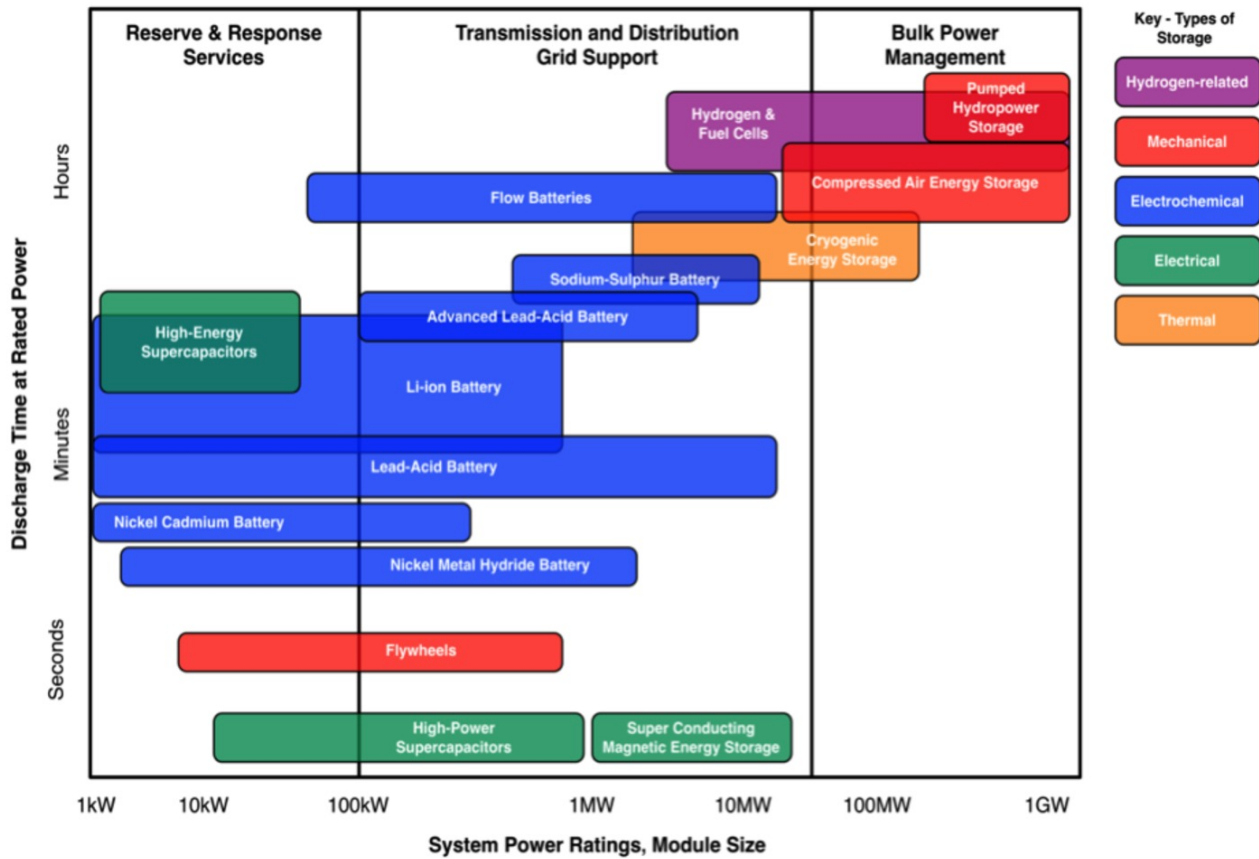 Reserve & Response
Services
Transmission and Distribution
Grid Support
Bulk Power
Management
Key - Types of
Storage
Hydrogen-related
Mechanical
Electrochemical
Electrical
Thermal
Discharge Time at Rated Power
Hours
Minutes
Seconds
Pumped
Hydropower
Storage
Hydrogen &
Fuel Cells
Compressed Air Energy Storage
Flow Batteries
Cryogenic
Energy Storage
Sodium-Sulphur Battery
Advanced Lead-Acid Battery
High-Energy
Supercapacitors
Li-ion Battery
Lead-Acid Battery
Nickel Cadmium Battery
Nickel Metal Hydride Battery
Flywheels
High-Power
Supercapacitors
Super Conducting
Magnetic Energy Storage
1kW
10kW
100kW
1MW
10MW
100MW
1GW
System Power Ratings, Module Size